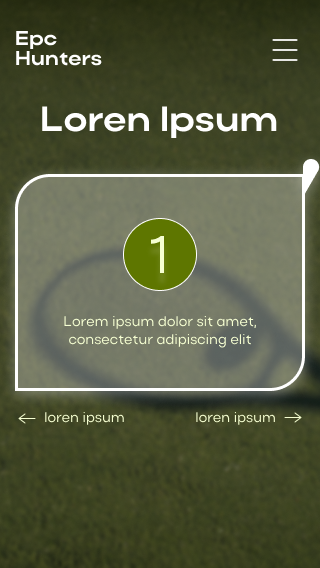 Epc
Hunters
Loren Ipsum
1
Lorem ipsum dolor sit amet,
consectetur adipiscing elit
← loren ipsum
loren ipsum →